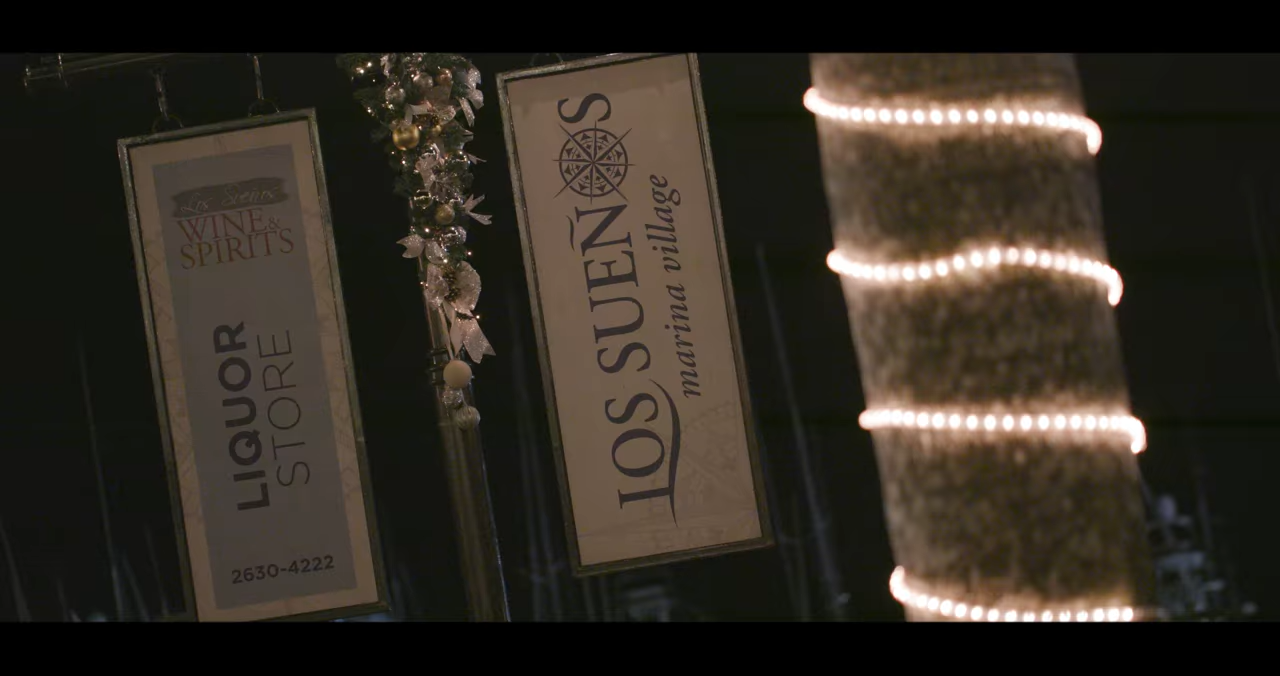 Los Sueños
WINE &
SPIRITS
LIQUOR
STORE
2630-4222
LOS SUEÑOS
marina village